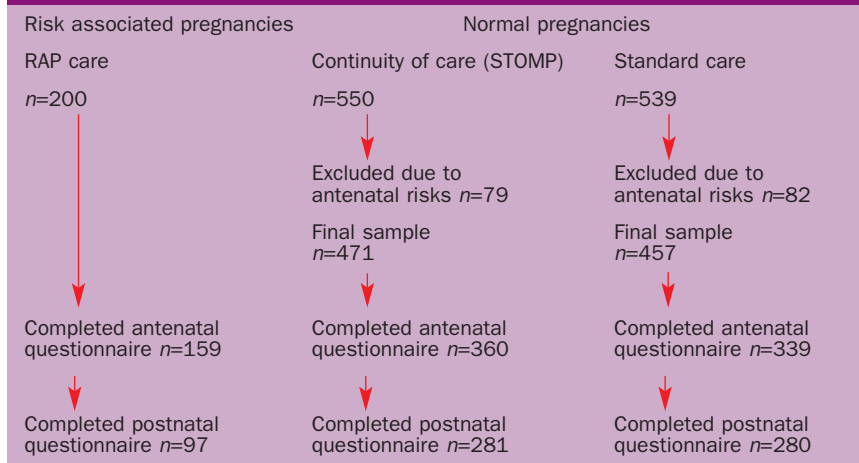 Risk associated pregnancies
Normal pregnancies
RAP care
Continuity of care (STOMP)
Standard care
n=200
n=550
n=539
Excluded due to
antenatal risks n=79
Excluded due to
antenatal risks n=82
Final sample
n=471
Final sample
n=457
Completed antenatal
questionnaire n=159
Completed antenatal
questionnaire n=360
Completed antenatal
questionnaire n=339
Completed postnatal
questionnaire n=97
Completed postnatal
questionnaire n=281
Completed postnatal
questionnaire n=280